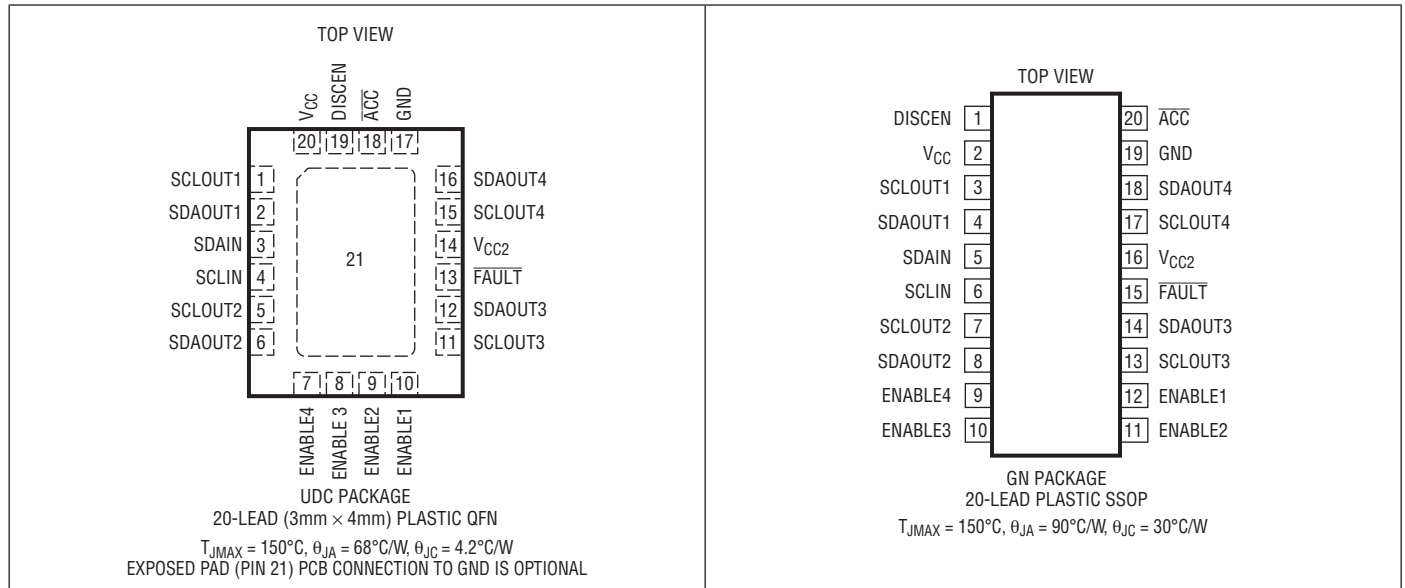 TOP VIEW
VCC
DISCEN
ACC
GND
20 19 18 17
SCLOUT1 1
SDAOUT1 2
SDAIN 3
SCLIN 4
SCLOUT2 5
SDAOUT2 6
21
16 SDAOUT4
15 SCLOUT4
14 VCC2
13 FAULT
12 SDAOUT3
11 SCLOUT3
7 8 9 10
ENABLE4
ENABLE 3
ENABLE2
ENABLE1
UDC PACKAGE
20-LEAD (3mm × 4mm) PLASTIC QFN
TJMAX = 150°C, θJA = 68°C/W, θJC = 4.2°C/W
EXPOSED PAD (PIN 21) PCB CONNECTION TO GND IS OPTIONAL
TOP VIEW
DISCEN 1
VCC 2
SCLOUT1 3
SDAOUT1 4
SDAIN 5
SCLIN 6
SCLOUT2 7
SDAOUT2 8
ENABLE4 9
ENABLE3 10
20 ACC
19 GND
18 SDAOUT4
17 SCLOUT4
16 VCC2
15 FAULT
14 SDAOUT3
13 SCLOUT3
12 ENABLE1
11 ENABLE2
GN PACKAGE
20-LEAD PLASTIC SSOP
TJMAX = 150°C, θJA = 90°C/W, θJC = 30°C/W